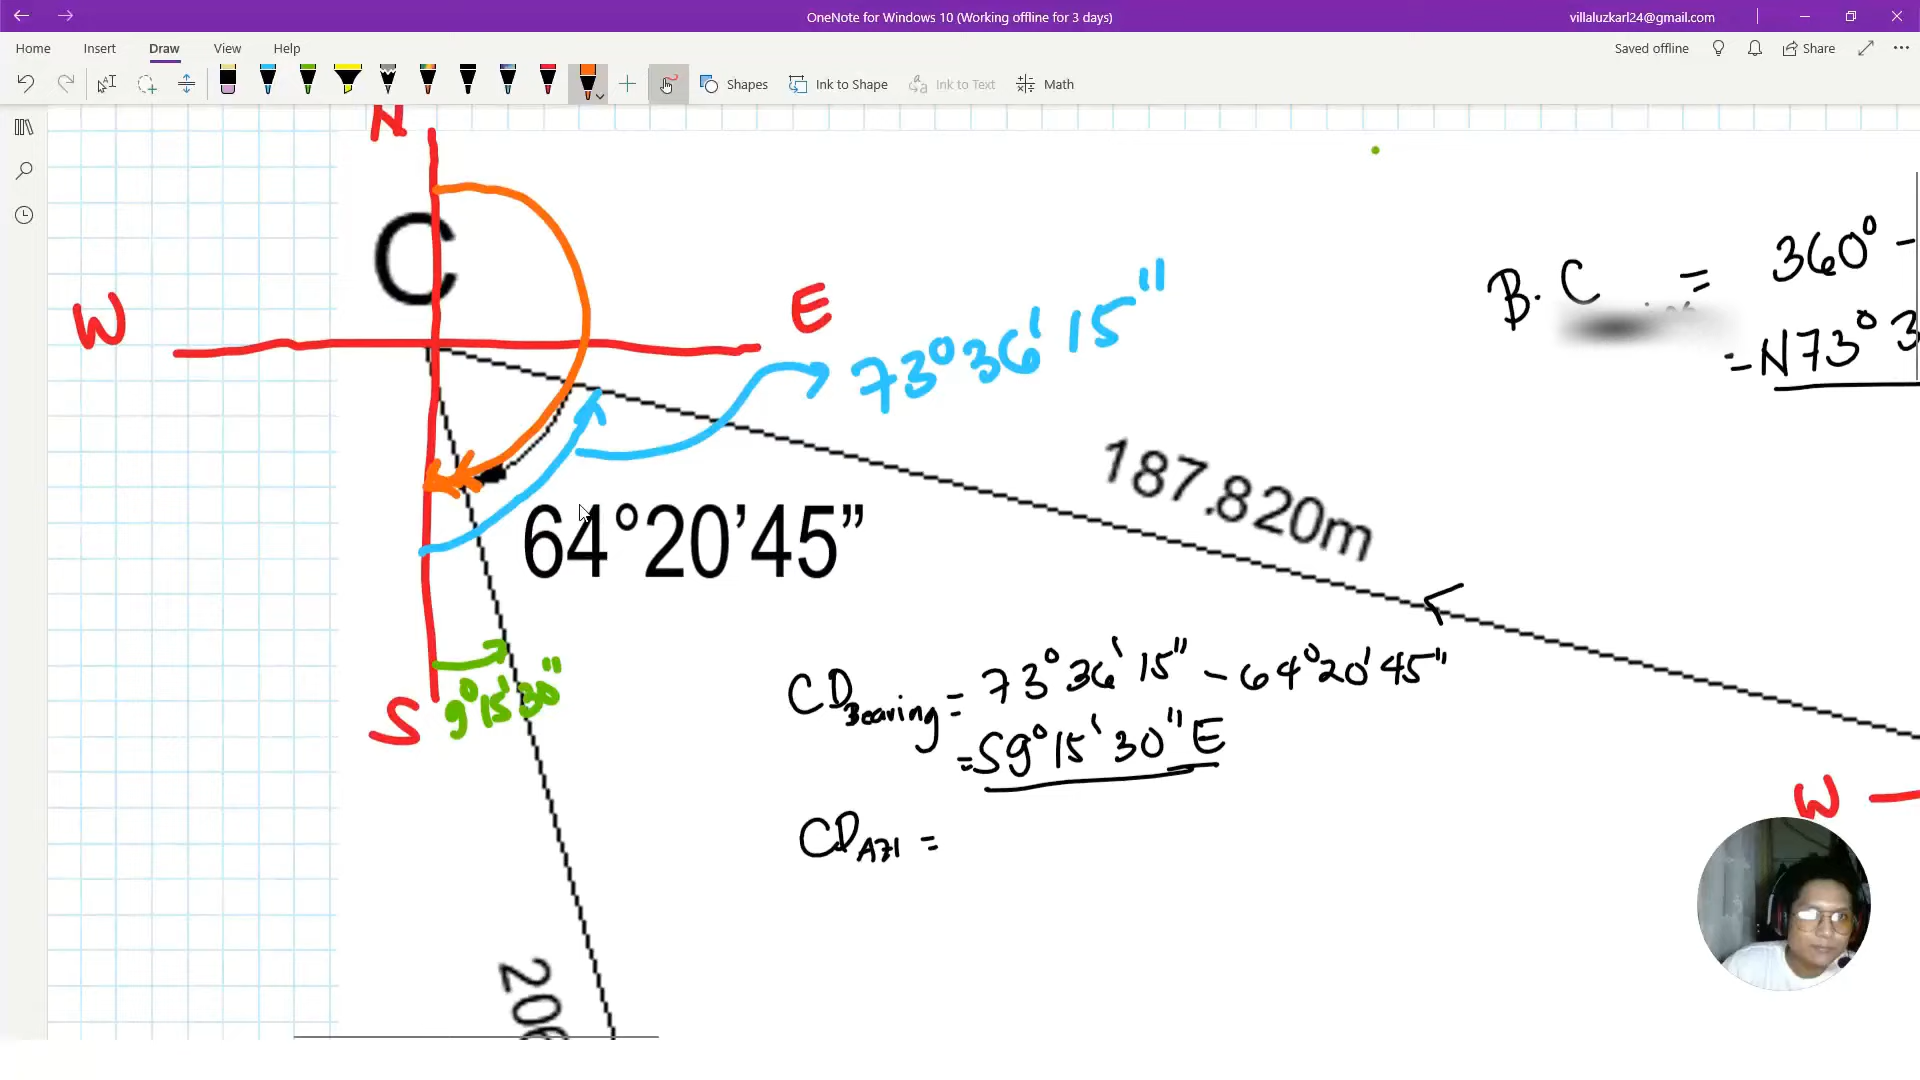 OneNote for Windows 10 (Working offline for 3 days)
villaluzkarl24@gmail.com
Home Insert Draw View Help
Saved offline
Share
Shapes
Ink to Shape
Ink to Text
Math
N
C
W
E
73°36'15"
B.C = 360° -
= N73° 3
187.820m
64°20'45"
S
9°15'30"
CD Bearing = 73°36'15" - 64°20'45"
= S9°15'30"E
CD AZI =
W
206